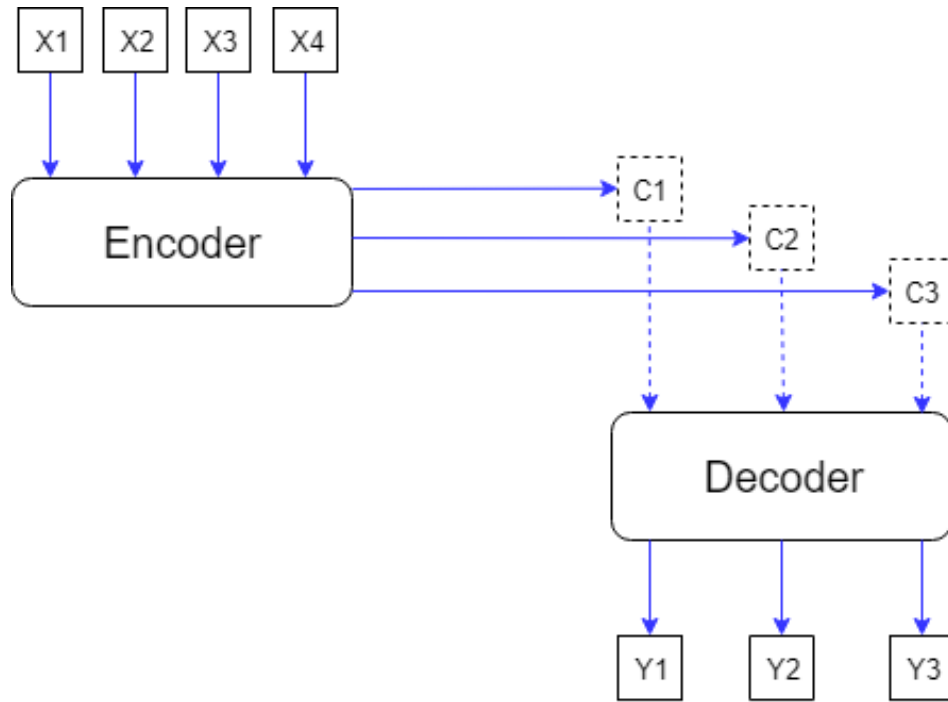 X1 X2 X3 X4
Encoder
C1
C2
C3
Decoder
Y1 Y2 Y3